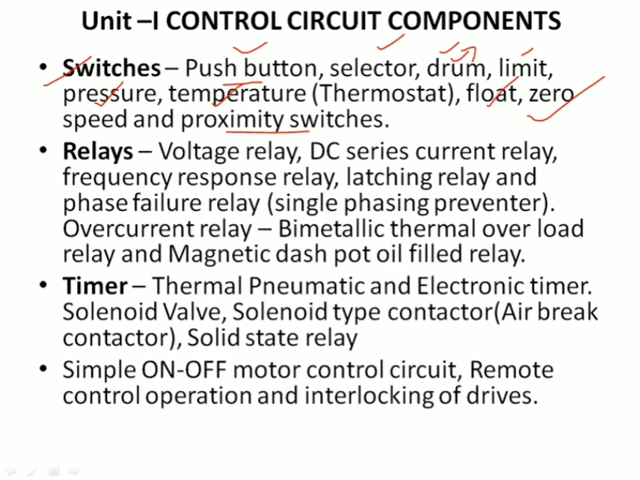 Unit –I CONTROL CIRCUIT COMPONENTS
• Switches – Push button, selector, drum, limit,
pressure, temperature (Thermostat), float, zero
speed and proximity switches.
• Relays – Voltage relay, DC series current relay,
frequency response relay, latching relay and
phase failure relay (single phasing preventer).
Overcurrent relay – Bimetallic thermal over load
relay and Magnetic dash pot oil filled relay.
• Timer – Thermal Pneumatic and Electronic timer.
Solenoid Valve, Solenoid type contactor(Air break
contactor), Solid state relay
• Simple ON-OFF motor control circuit, Remote
control operation and interlocking of drives.